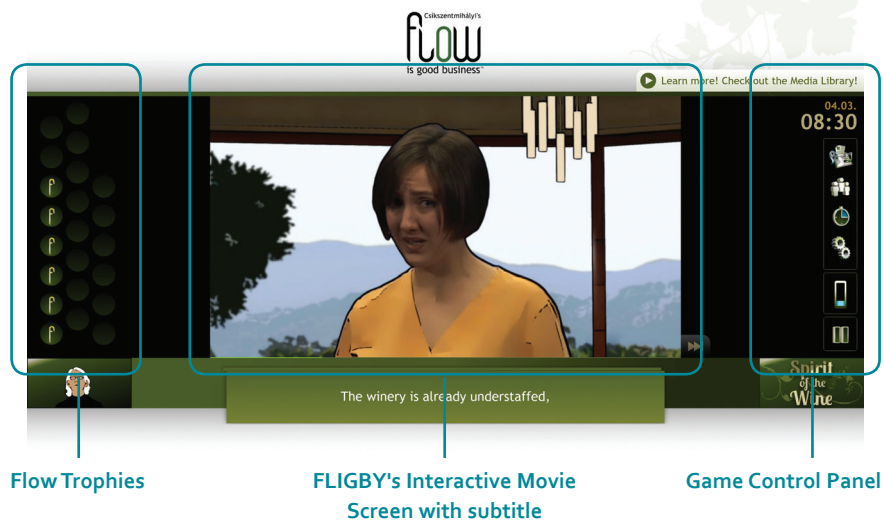 Csikszentmihályi's
flow
is good business™
Learn more! Check out the Media Library!
04.03.
08:30
The winery is already understaffed,
Spirit
of the
Wine
Flow Trophies
FLIGBY's Interactive Movie
Screen with subtitle
Game Control Panel